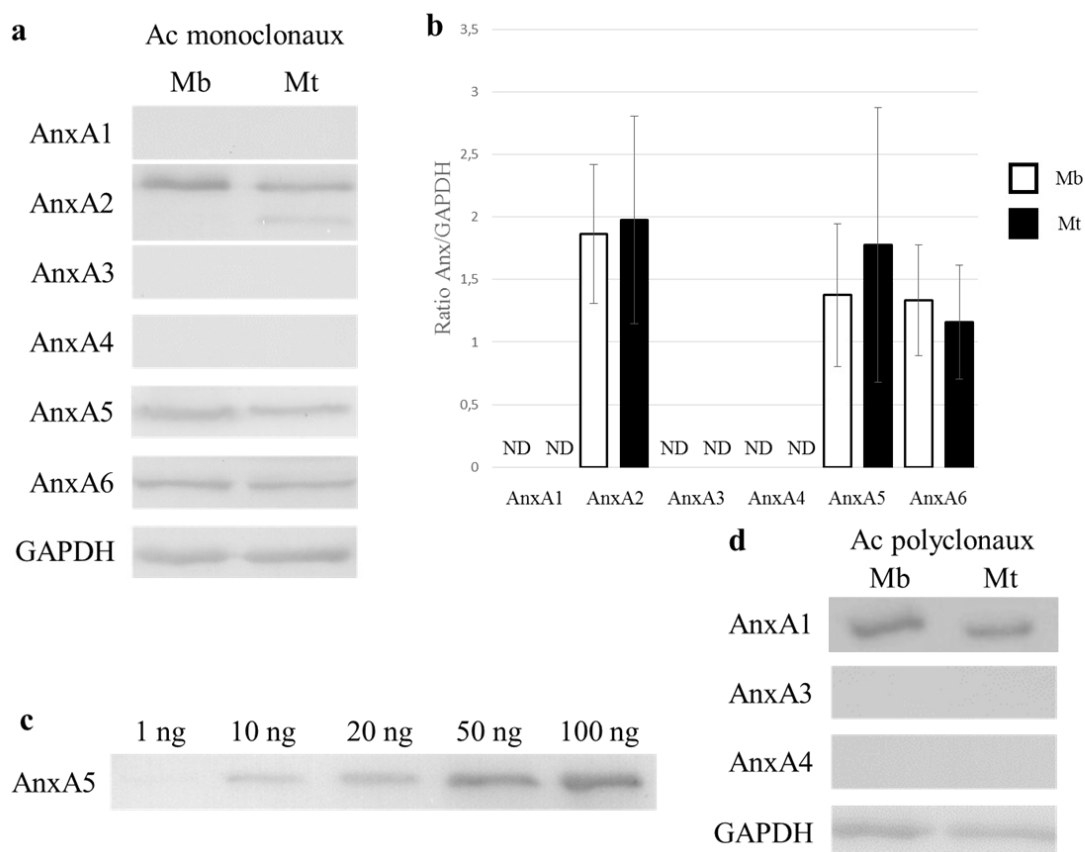 a
Ac monoclonaux
Mb Mt
AnxA1
AnxA2
AnxA3
AnxA4
AnxA5
AnxA6
GAPDH
b
Ratio Anx/GAPDH
3,5
3
2,5
2
1,5
1
0,5
0
ND ND ND ND ND ND
AnxA1 AnxA2 AnxA3 AnxA4 AnxA5 AnxA6
Mb
Mt
c
1 ng 10 ng 20 ng 50 ng 100 ng
AnxA5
d
Ac polyclonaux
Mb Mt
AnxA1
AnxA3
AnxA4
GAPDH